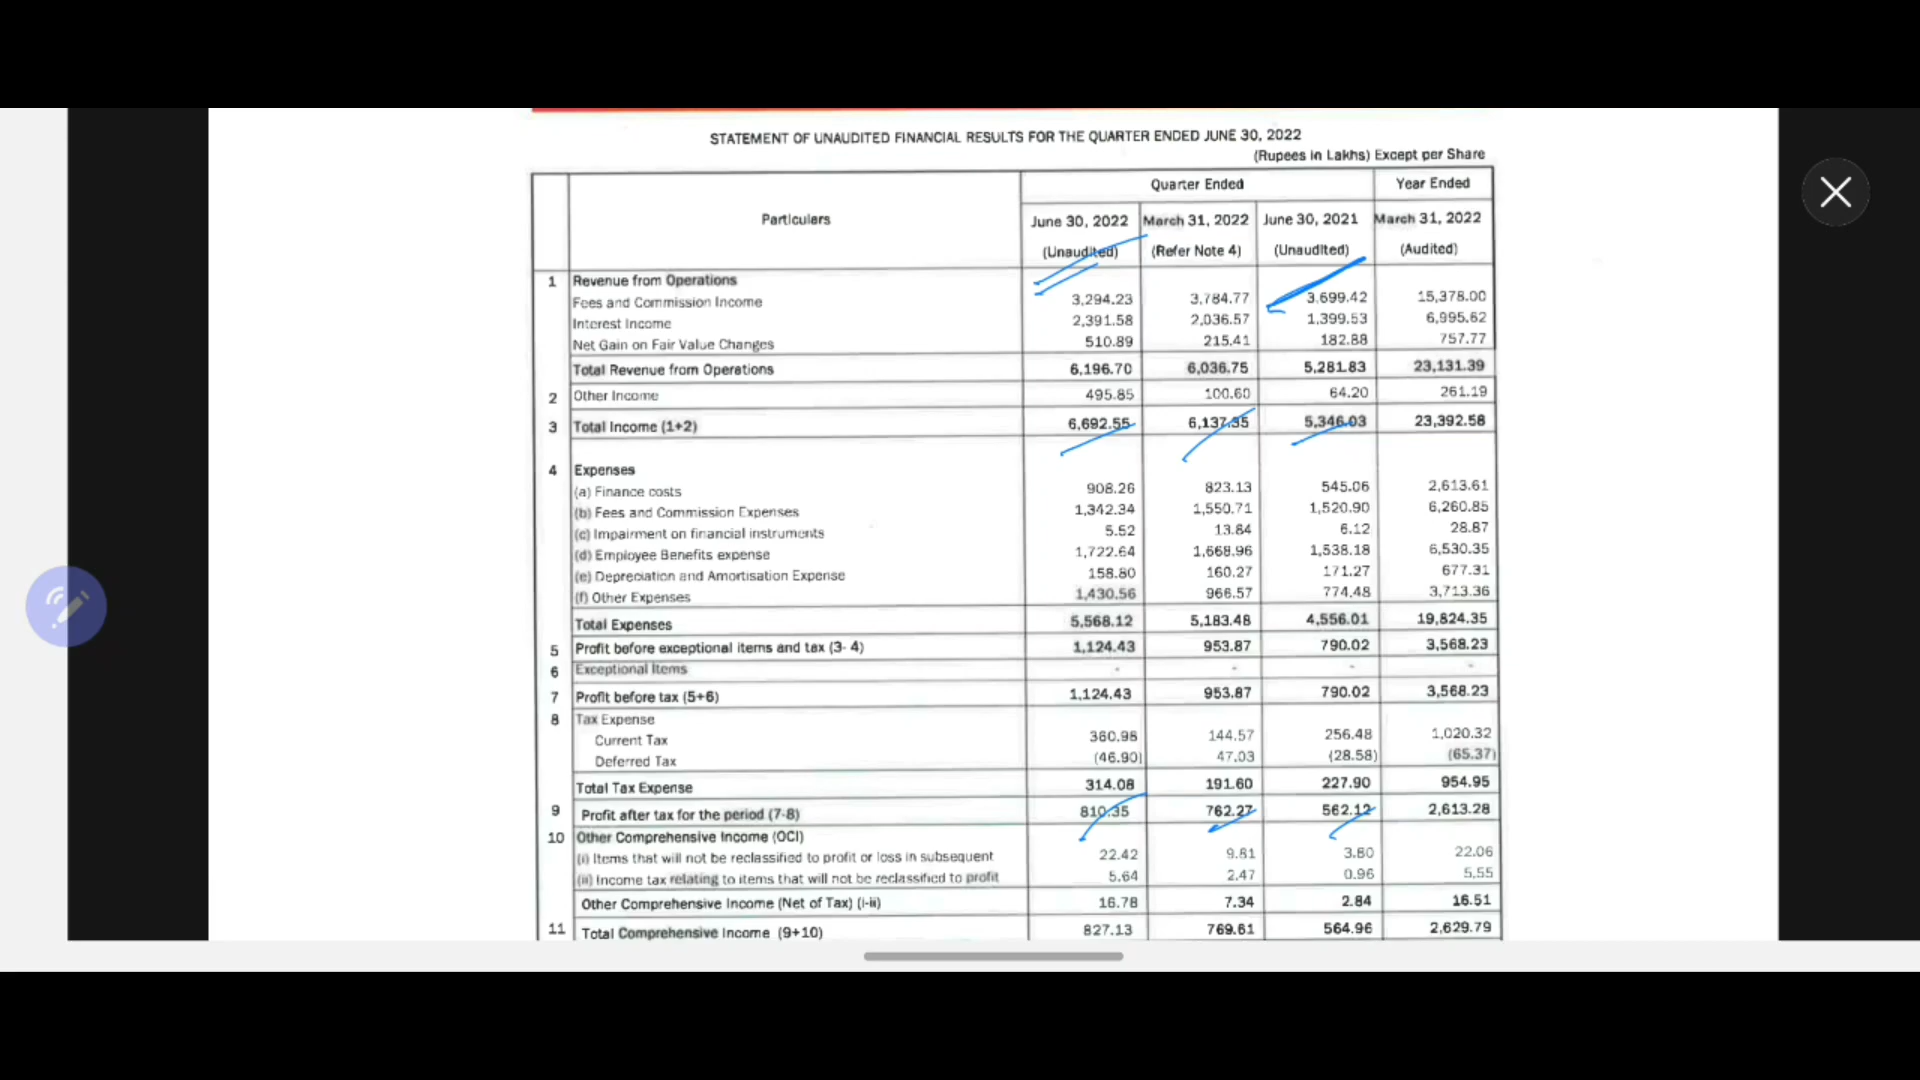 STATEMENT OF UNAUDITED FINANCIAL RESULTS FOR THE QUARTER ENDED JUNE 30, 2022
(Rupees in Lakhs) Except per Share
Quarter Ended Year Ended
Particulars June 30, 2022 March 31, 2022 June 30, 2021 March 31, 2022
(Unaudited) (Refer Note 4) (Unaudited) (Audited)
1 Revenue from Operations
Fees and Commission Income 3,294.23 3,784.77 3.699.42 15,378.00
Interest Income 2,391.58 2,036.57 1,399.53 6,995.62
Net Gain on Fair Value Changes 510.89 215.41 182.88 757.77
Total Revenue from Operations 6,196.70 6,036.75 5,281.83 23,131.39
2 Other Income 495.85 100.60 64.20 261.19
3 Total Income (1+2) 6,692.55 6,137.35 5,346.03 23,392.58
4 Expenses
(a) Finance costs 908.26 823.13 545.06 2,613.61
(b) Fees and Commission Expenses 1,342.34 1,550.71 1,520.90 6,260.85
(c) Impairment on financial instruments 5.52 13.84 6.12 28.87
(d) Employee Benefits expense 1,722.64 1,668.96 1,538.18 6,530.35
(e) Depreciation and Amortisation Expense 158.80 160.27 171.27 677.31
(f) Other Expenses 1,430.56 966.57 774.48 3,713.36
Total Expenses 5,568.12 5,183.48 4,556.01 19,824.35
5 Profit before exceptional items and tax (3- 4) 1,124.43 953.87 790.02 3,568.23
6 Exceptional Items - - - -
7 Profit before tax (5+6) 1,124.43 953.87 790.02 3,568.23
8 Tax Expense
Current Tax 360.98 144.57 256.48 1,020.32
Deferred Tax (46.90) 47.03 (28.58) (65.37)
Total Tax Expense 314.08 191.60 227.90 954.95
9 Profit after tax for the period (7-8) 810.35 762.27 562.12 2,613.28
10 Other Comprehensive Income (OCI)
(i) Items that will not be reclassified to profit or loss in subsequent 22.42 9.81 3.80 22.06
(ii) Income tax relating to items that will not be reclassified to profit 5.64 2.47 0.96 5.55
Other Comprehensive Income (Net of Tax) (i-ii) 16.78 7.34 2.84 16.51
11 Total Comprehensive Income (9+10) 827.13 769.61 564.96 2,629.79